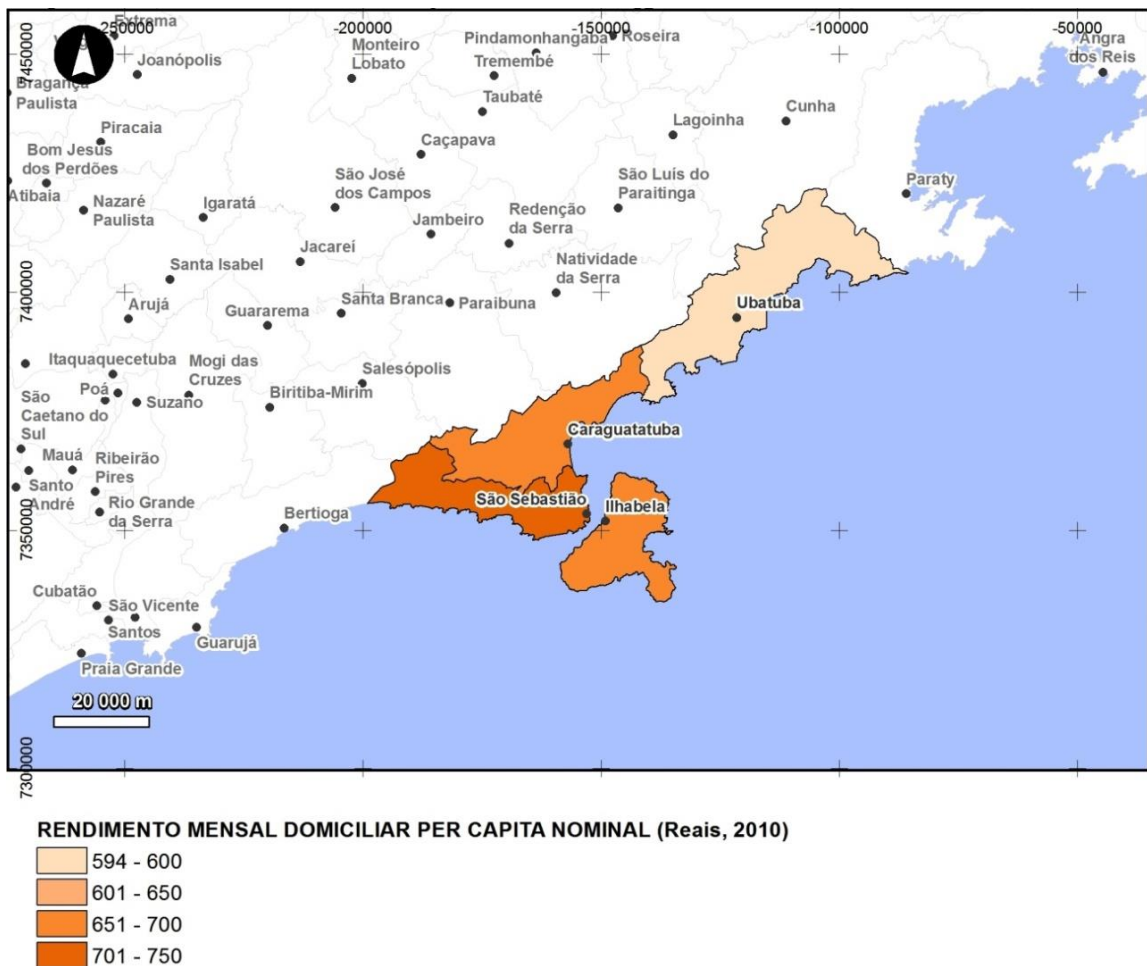 -250000
-200000
-150000
-100000
-50000
7450000
7400000
7350000
7300000
Extrema
Joanópolis
Bragança
Paulista
Piracaia
Bom Jesus
dos Perdões
Atibaia
Nazaré
Paulista
Igaratá
Monteiro
Lobato
Pindamonhangaba
Roseira
Tremembé
Taubaté
Caçapava
Lagoinha
Cunha
Angra
dos Reis
Paraty
São José
dos Campos
São Luís do
Paraitinga
Jambeiro
Redenção
da Serra
Jacareí
Natividade
da Serra
Santa Isabel
Santa Branca
Paraibuna
Arujá
Guararema
Ubatuba
Itaquaquecetuba
Mogi das
Cruzes
Salesópolis
Poá
Suzano
Biritiba-Mirim
São
Caetano do
Sul
Caraguatatuba
Mauá
Ribeirão
Pires
Santo
André
Rio Grande
da Serra
São Sebastião
Ilhabela
Bertioga
Cubatão
São Vicente
Santos
Guarujá
Praia Grande
20 000 m
RENDIMENTO MENSAL DOMICILIAR PER CAPITA NOMINAL (Reais, 2010)
594 - 600
601 - 650
651 - 700
701 - 750